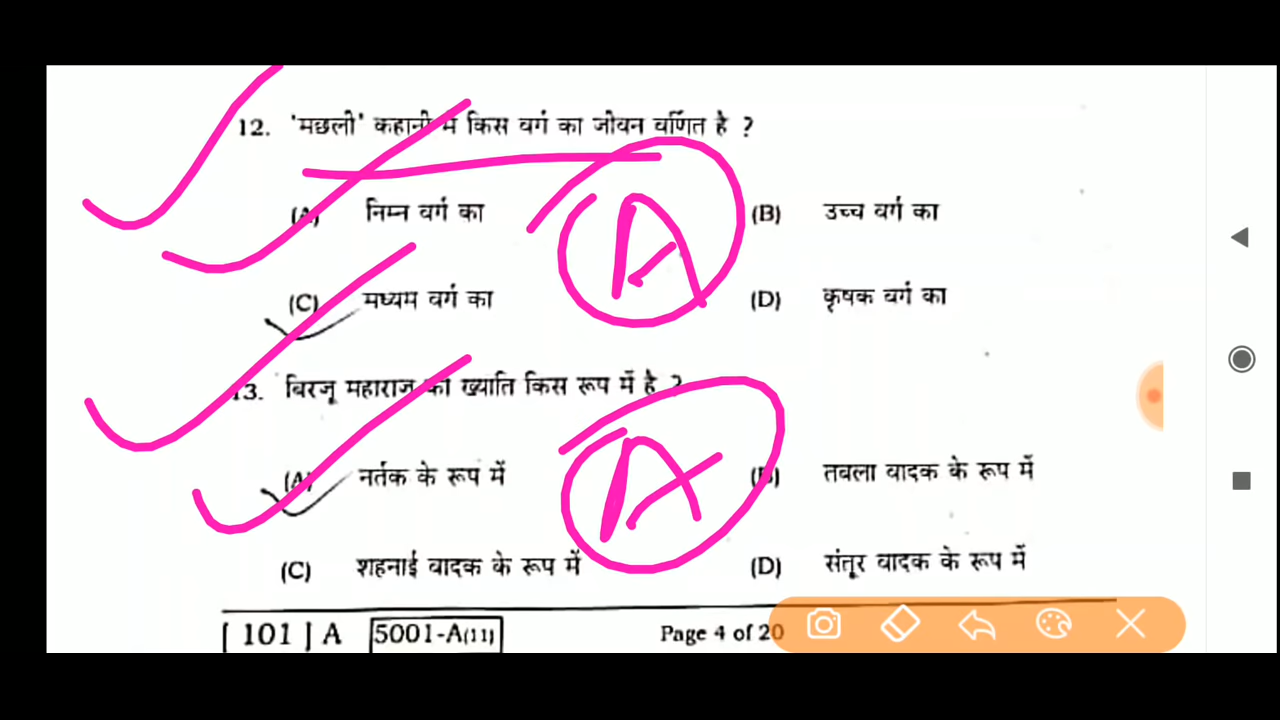 12. 'मछली' कहानी में किस वर्ग का जीवन वर्णित है ?
(A) निम्न वर्ग का (B) उच्च वर्ग का
A
(C) मध्यम वर्ग का (D) कृषक वर्ग का
13. बिरजू महाराज की ख्याति किस रूप में है ?
(A) नर्तक के रूप में (B) तबला वादक के रूप में
A
(C) शहनाई वादक के रूप में (D) संतूर वादक के रूप में
[ 101 ] A 5001-A(11) Page 4 of 20